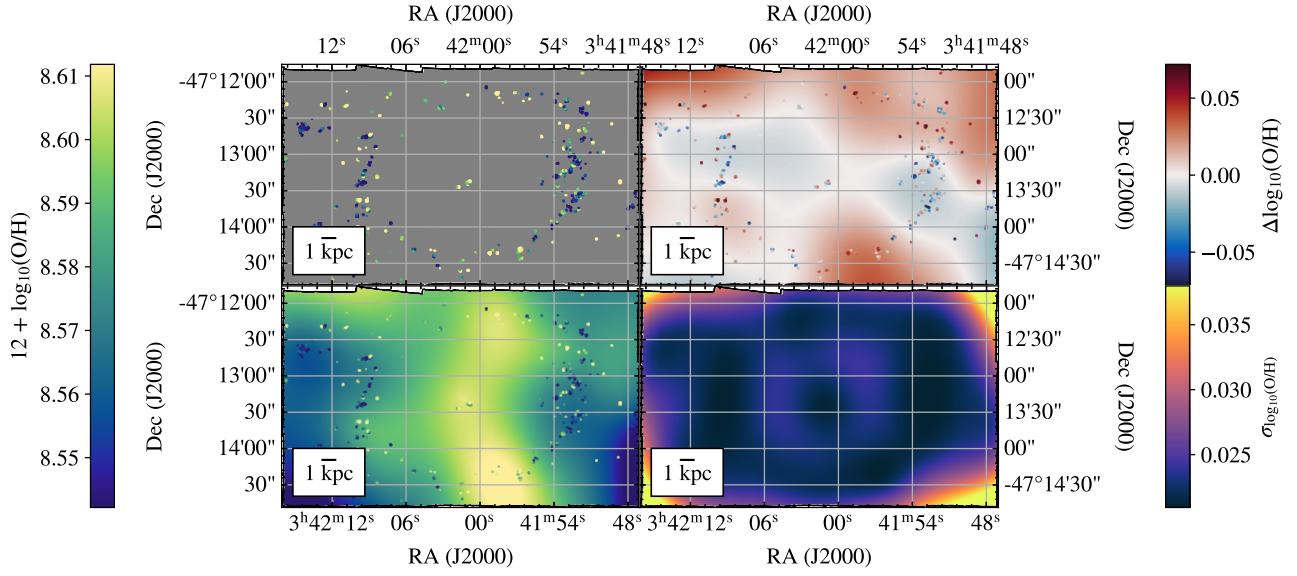 RA (J2000) RA (J2000)
12ˢ 06ˢ 42ᵐ00ˢ 54ˢ 3ʰ41ᵐ48ˢ 12ˢ 06ˢ 42ᵐ00ˢ 54ˢ 3ʰ41ᵐ48ˢ
8.61
8.60
8.59
8.58
8.57
8.56
8.55
12 + log₁₀(O/H)
-47°12'00"
30"
13'00"
30"
14'00"
30"
Dec (J2000)
1 kpc
1 kpc
00"
12'30"
00"
13'30"
00"
-47°14'30"
Dec (J2000)
0.05
0.00
−0.05
Δlog₁₀(O/H)
-47°12'00"
30"
13'00"
30"
14'00"
30"
Dec (J2000)
1 kpc
1 kpc
00"
12'30"
00"
13'30"
00"
-47°14'30"
Dec (J2000)
0.035
0.030
0.025
σlog₁₀(O/H)
3ʰ42ᵐ12ˢ 06ˢ 00ˢ 41ᵐ54ˢ 48ˢ 3ʰ42ᵐ12ˢ 06ˢ 00ˢ 41ᵐ54ˢ 48ˢ
RA (J2000) RA (J2000)